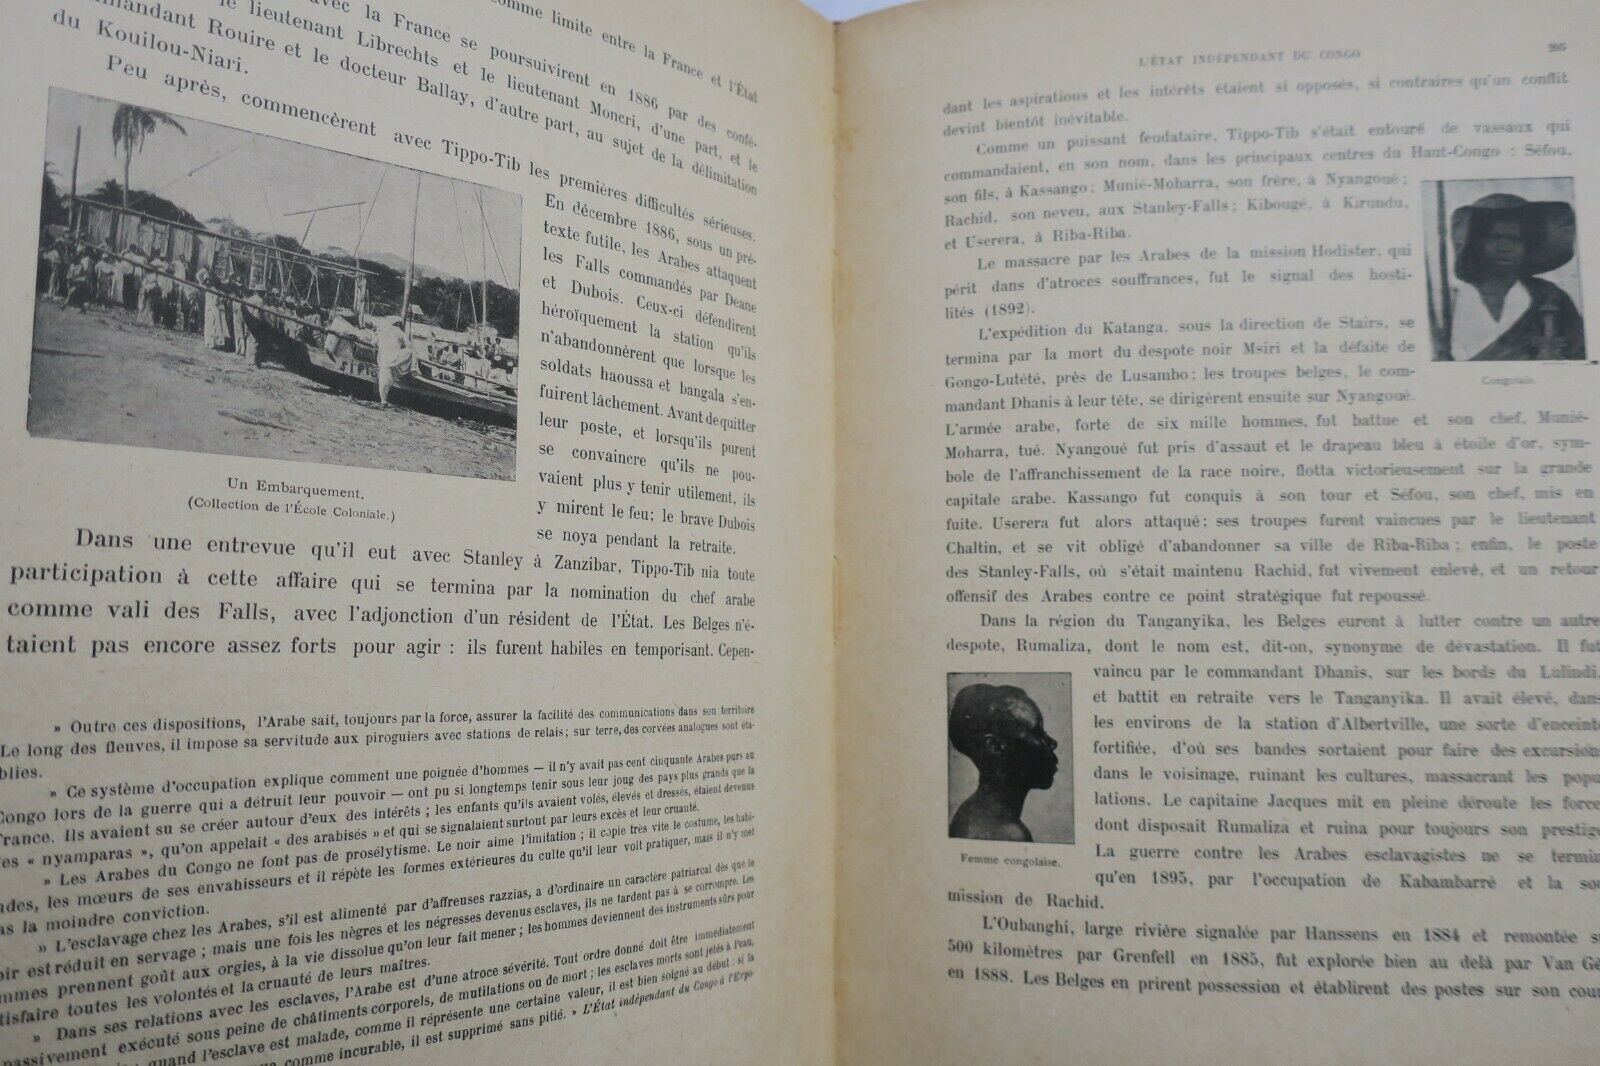 comme limite entre la France et l'État
avec la France se poursuivirent en 1886 par des confé-
le lieutenant Librechts et le lieutenant Moncri, d'une part, et le
mandant Rouire et le docteur Ballay, d'autre part, au sujet de la délimitation
du Kouilou-Niari.
Peu après, commencèrent avec Tippo-Tib les premières difficultés sérieuses.
En décembre 1886, sous un pré-
texte futile, les Arabes attaquent
les Falls commandés par Deane
et Dubois. Ceux-ci défendirent
héroïquement la station qu'ils
n'abandonnèrent que lorsque les
soldats haoussa et bangala s'en-
fuirent lâchement. Avant de quitter
leur poste, et lorsqu'ils purent
se convaincre qu'ils ne pou-
vaient plus y tenir utilement, ils
y mirent le feu; le brave Dubois
se noya pendant la retraite.
Un Embarquement.
(Collection de l'École Coloniale.)
Dans une entrevue qu'il eut avec Stanley à Zanzibar, Tippo-Tib nia toute
participation à cette affaire qui se termina par la nomination du chef arabe
comme vali des Falls, avec l'adjonction d'un résident de l'État. Les Belges n'é-
taient pas encore assez forts pour agir : ils furent habiles en temporisant. Cepen-
» Outre ces dispositions, l'Arabe sait, toujours par la force, assurer la facilité des communications dans son territoire
Le long des fleuves, il impose sa servitude aux piroguiers avec stations de relais; sur terre, des corvées analogues sont éta-
blies.
» Ce système d'occupation explique comment une poignée d'hommes — il n'y avait pas cent cinquante Arabes purs au
Congo lors de la guerre qui a détruit leur pouvoir — ont pu si longtemps tenir sous leur joug des pays plus grands que la
France. Ils avaient su se créer autour d'eux des intérêts ; les enfants qu'ils avaient volés, élevés et dressés, étaient devenus
es « nyamparas », qu'on appelait « des arabisés » et qui se signalaient surtout par leurs excès et leur cruauté.
» Les Arabes du Congo ne font pas de prosélytisme. Le noir aime l'imitation ; il copie très vite le costume, les habi-
udes, les mœurs de ses envahisseurs et il répète les formes extérieures du culte qu'il leur voit pratiquer, mais il n'y met
as la moindre conviction.
» L'esclavage chez les Arabes, s'il est alimenté par d'affreuses razzias, a d'ordinaire un caractère patriarcal dès que le
oir est réduit en servage ; mais une fois les nègres et les négresses devenus esclaves, ils ne tardent pas à se corrompre. Les
mmes prennent goût aux orgies, à la vie dissolue qu'on leur fait mener ; les hommes deviennent des instruments sûrs pour
tisfaire toutes les volontés et la cruauté de leurs maîtres.
» Dans ses relations avec les esclaves, l'Arabe est d'une atroce sévérité. Tout ordre donné doit être immédiatement
passivement exécuté sous peine de châtiments corporels, de mutilations ou de mort ; les esclaves morts sont jetés à l'eau,
quand l'esclave est malade, comme il représente une certaine valeur, il est bien soigné au début : si la
comme incurable, il est supprimé sans pitié. » L'État indépendant du Congo à l'Expo-
L'ÉTAT INDÉPENDANT DU CONGO
205
dant les aspirations et les intérêts étaient si opposés, si contraires qu'un conflit
devint bientôt inévitable.
Comme un puissant feudataire, Tippo-Tib s'était entouré de vassaux qui
commandaient, en son nom, dans les principaux centres du Haut-Congo : Séfou,
son fils, à Kassango; Munié-Moharra, son frère, à Nyangoué;
Rachid, son neveu, aux Stanley-Falls; Kibougé, à Kirundu,
et Userera, à Riba-Riba.
Le massacre par les Arabes de la mission Hodister, qui
périt dans d'atroces souffrances, fut le signal des hosti-
lités (1892).
L'expédition du Katanga, sous la direction de Stairs, se
termina par la mort du despote noir Msiri et la défaite de
Gongo-Lutété, près de Lusambo; les troupes belges, le com-
mandant Dhanis à leur tête, se dirigèrent ensuite sur Nyangoué.
Congolais.
L'armée arabe, forte de six mille hommes, fut battue et son chef, Munié-
Moharra, tué. Nyangoué fut pris d'assaut et le drapeau bleu à étoile d'or, sym-
bole de l'affranchissement de la race noire, flotta victorieusement sur la grande
capitale arabe. Kassango fut conquis à son tour et Séfou, son chef, mis en
fuite. Userera fut alors attaqué; ses troupes furent vaincues par le lieutenant
Chaltin, et se vit obligé d'abandonner sa ville de Riba-Riba; enfin, le poste
des Stanley-Falls, où s'était maintenu Rachid, fut vivement enlevé, et un retour
offensif des Arabes contre ce point stratégique fut repoussé.
Dans la région du Tanganyika, les Belges eurent à lutter contre un autre
despote, Rumaliza, dont le nom est, dit-on, synonyme de dévastation. Il fut
vaincu par le commandant Dhanis, sur les bords du Lulindi,
et battit en retraite vers le Tanganyika. Il avait élevé, dans
les environs de la station d'Albertville, une sorte d'enceinte
fortifiée, d'où ses bandes sortaient pour faire des excursions
dans le voisinage, ruinant les cultures, massacrant les popu-
lations. Le capitaine Jacques mit en pleine déroute les force
dont disposait Rumaliza et ruina pour toujours son prestige
La guerre contre les Arabes esclavagistes ne se termin
qu'en 1895, par l'occupation de Kabambarré et la sou
Femme congolaise.
mission de Rachid.
L'Oubanghi, large rivière signalée par Hanssens en 1884 et remontée s
500 kilomètres par Grenfell en 1885, fut explorée bien au delà par Van Gè
en 1888. Les Belges en prirent possession et établirent des postes sur son cour